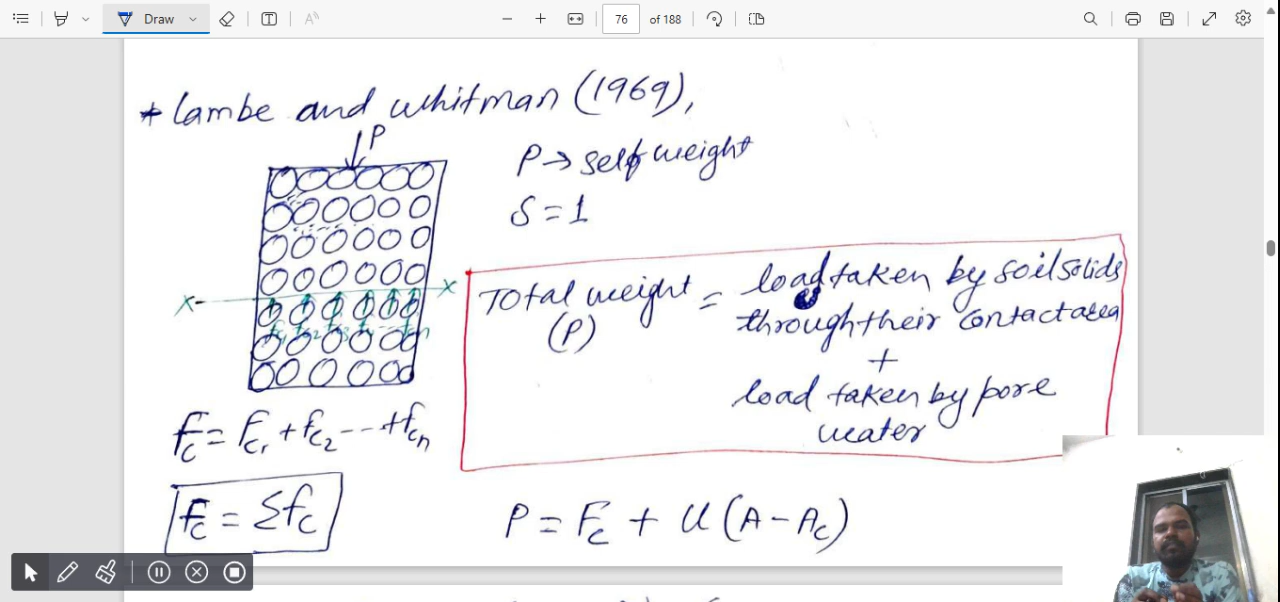 Draw
76 of 188
* Lambe and Whitman (1969),
P
P → self weight
S = 1
X
X
Total weight = load taken by soil solids
(P)
through their contact area
+
load taken by pore
water
Fc = Fc1 + fc2 --- + fcn
Fc = Σfc
P = Fc + U (A - Ac)